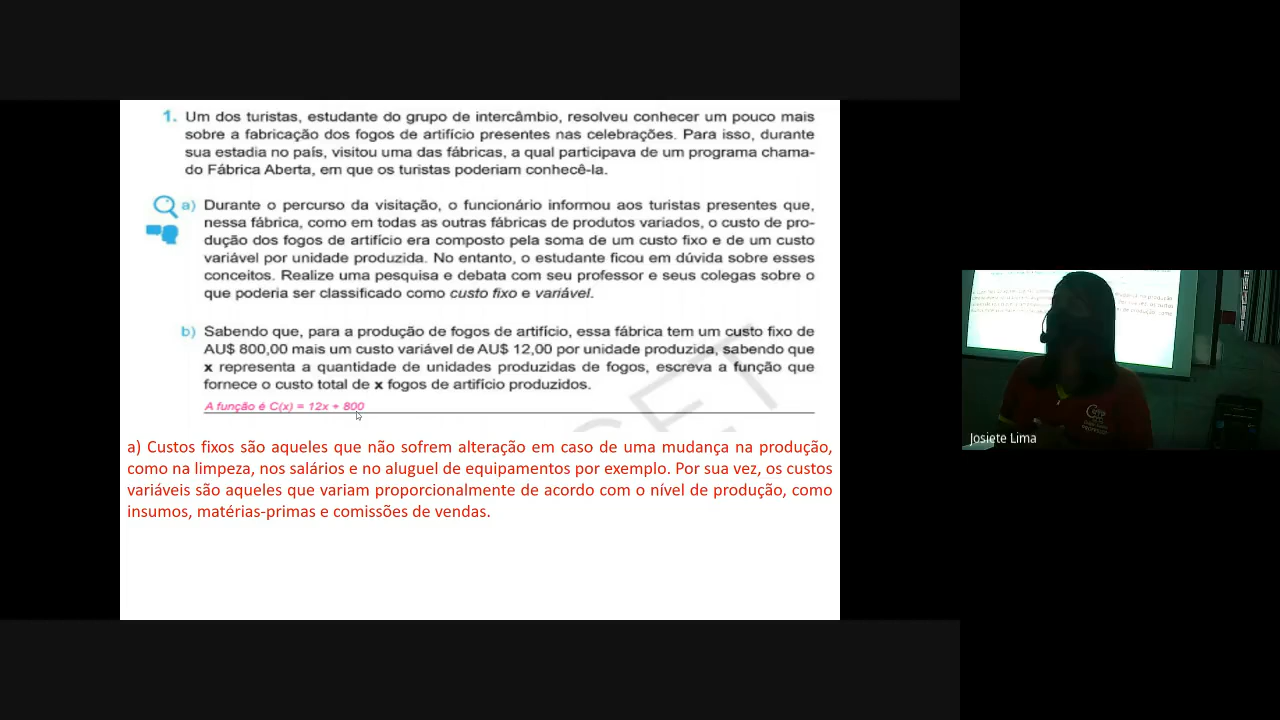 1. Um dos turistas, estudante do grupo de intercâmbio, resolveu conhecer um pouco mais
sobre a fabricação dos fogos de artifício presentes nas celebrações. Para isso, durante
sua estadia no país, visitou uma das fábricas, a qual participava de um programa chama-
do Fábrica Aberta, em que os turistas poderiam conhecê-la.
a) Durante o percurso da visitação, o funcionário informou aos turistas presentes que,
nessa fábrica, como em todas as outras fábricas de produtos variados, o custo de pro-
dução dos fogos de artifício era composto pela soma de um custo fixo e de um custo
variável por unidade produzida. No entanto, o estudante ficou em dúvida sobre esses
conceitos. Realize uma pesquisa e debata com seu professor e seus colegas sobre o
que poderia ser classificado como custo fixo e variável.
b) Sabendo que, para a produção de fogos de artifício, essa fábrica tem um custo fixo de
AU$ 800,00 mais um custo variável de AU$ 12,00 por unidade produzida, sabendo que
x representa a quantidade de unidades produzidas de fogos, escreva a função que
fornece o custo total de x fogos de artifício produzidos.
A função é C(x) = 12x + 800
a) Custos fixos são aqueles que não sofrem alteração em caso de uma mudança na produção,
como na limpeza, nos salários e no aluguel de equipamentos por exemplo. Por sua vez, os custos
variáveis são aqueles que variam proporcionalmente de acordo com o nível de produção, como
insumos, matérias-primas e comissões de vendas.
Josiete Lima